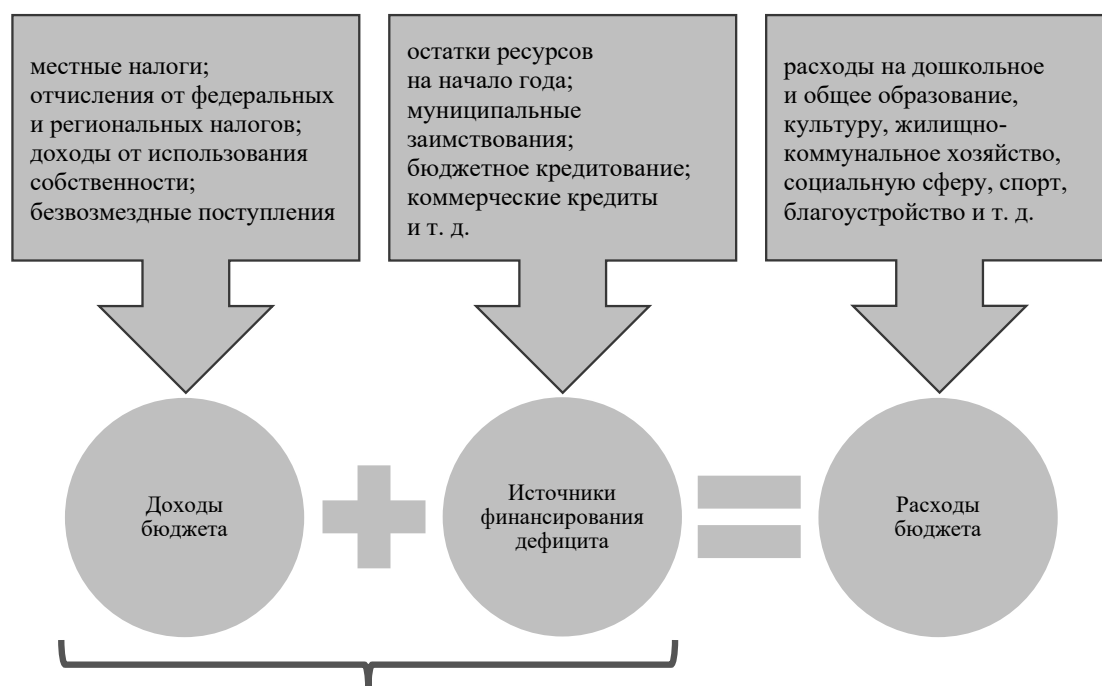 местные налоги;
отчисления от федеральных
и региональных налогов;
доходы от использования
собственности;
безвозмездные поступления
остатки ресурсов
на начало года;
муниципальные
заимствования;
бюджетное кредитование;
коммерческие кредиты
и т. д.
расходы на дошкольное
и общее образование,
культуру, жилищно-
коммунальное хозяйство,
социальную сферу, спорт,
благоустройство и т. д.
Доходы
бюджета
Источники
финансирования
дефицита
Расходы
бюджета